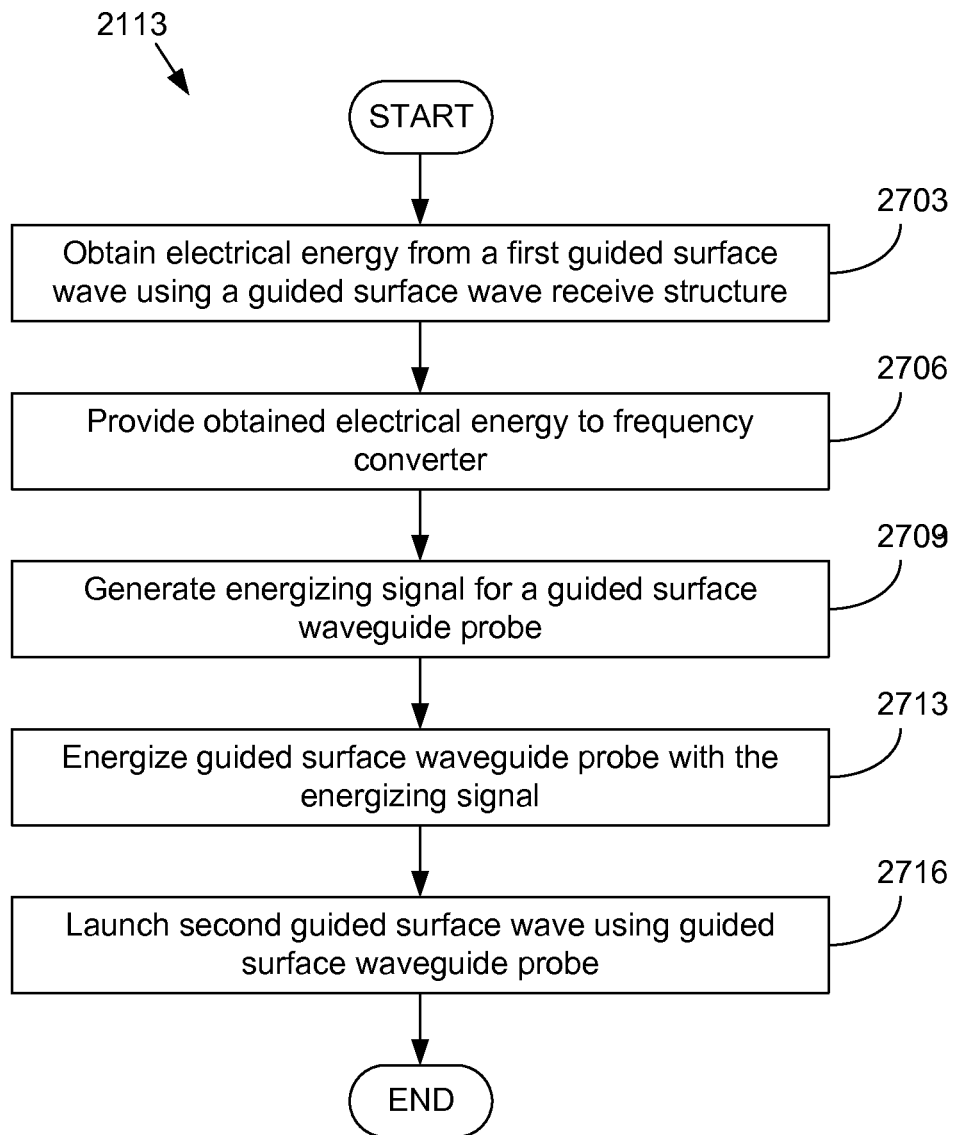 2113
START
2703
Obtain electrical energy from a first guided surface
wave using a guided surface wave receive structure
2706
Provide obtained electrical energy to frequency
converter
2709
Generate energizing signal for a guided surface
waveguide probe
2713
Energize guided surface waveguide probe with the
energizing signal
2716
Launch second guided surface wave using guided
surface waveguide probe
END